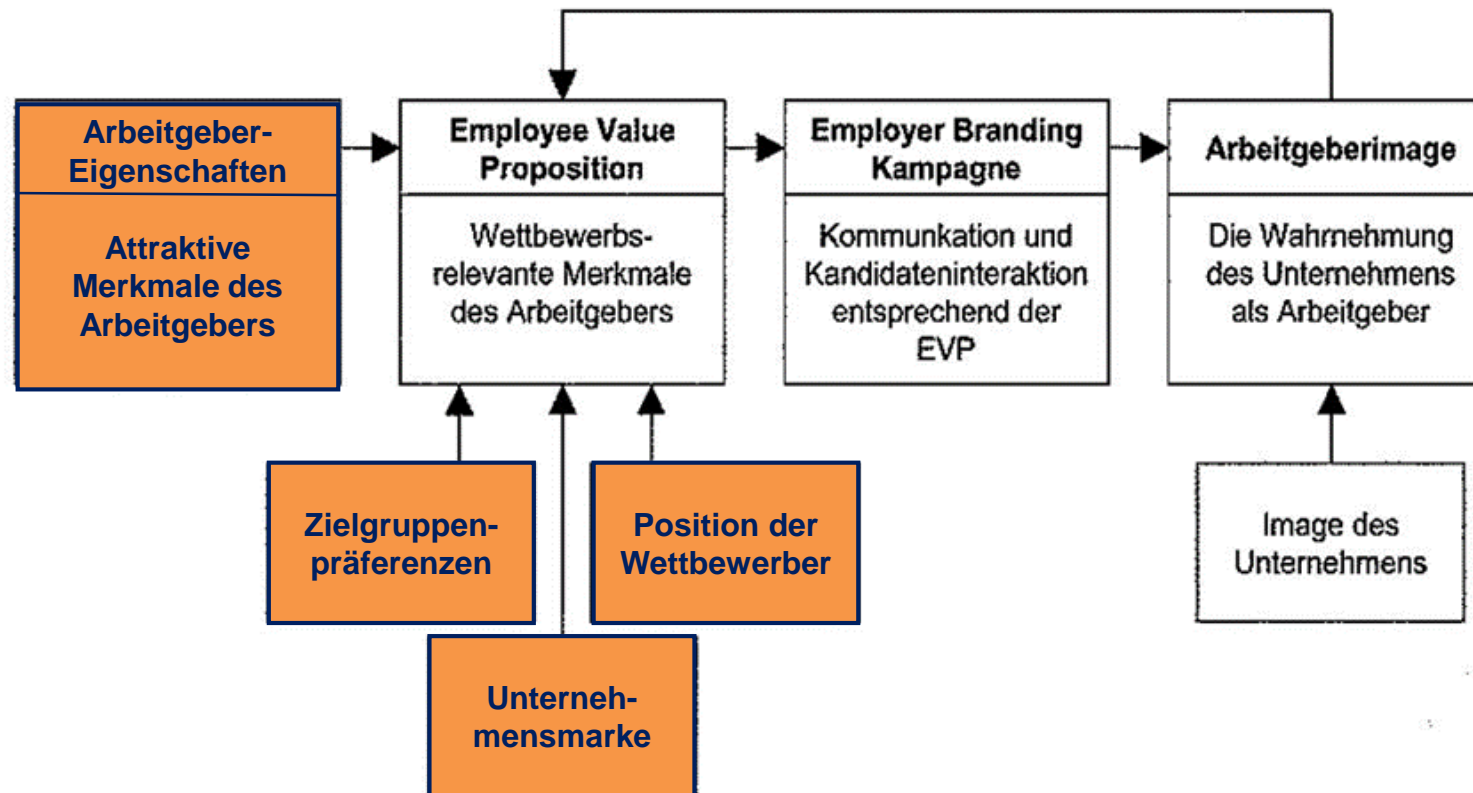 Arbeitgeber-
Eigenschaften
Attraktive
Merkmale des
Arbeitgebers
Employee Value
Proposition
Wettbewerbs-
relevante Merkmale
des Arbeitgebers
Employer Branding
Kampagne
Kommunkation und
Kandidateninteraktion
entsprechend der
EVP
Arbeitgeberimage
Die Wahrnehmung
des Unternehmens
als Arbeitgeber
Zielgruppen-
präferenzen
Position der
Wettbewerber
Image des
Unternehmens
Unterneh-
mensmarke